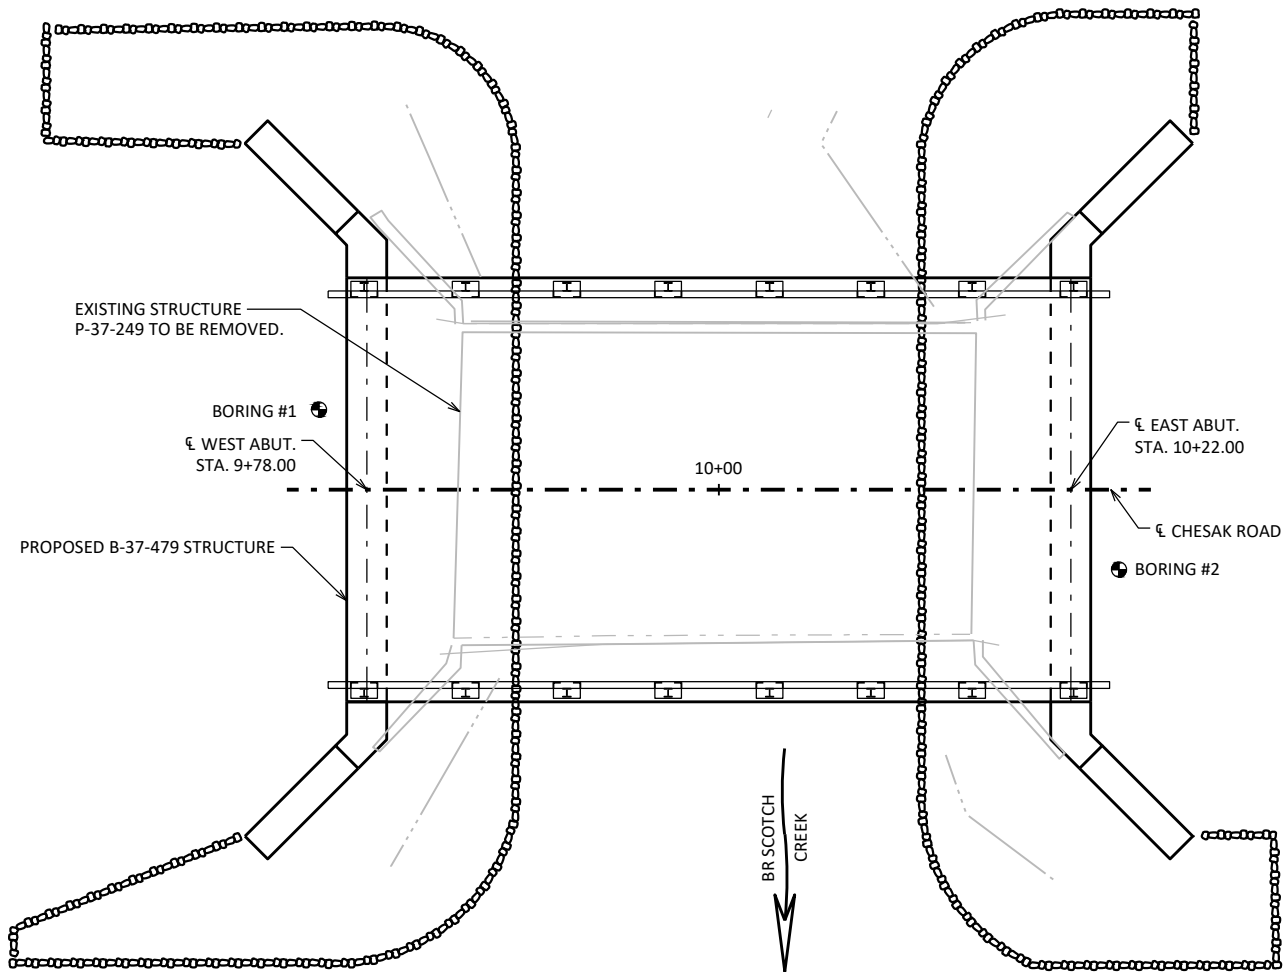 EXISTING STRUCTURE
P-37-249 TO BE REMOVED.
BORING #1
℄ WEST ABUT.
STA. 9+78.00
10+00
℄ EAST ABUT.
STA. 10+22.00
℄ CHESAK ROAD
PROPOSED B-37-479 STRUCTURE
BORING #2
BR SCOTCH
CREEK